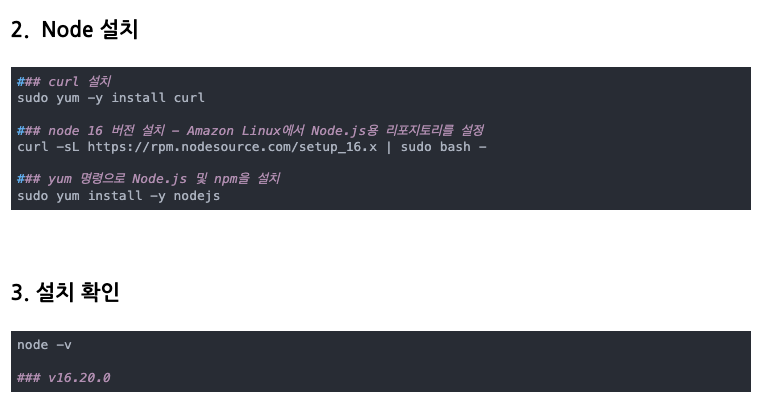 2. Node 설치
### curl 설치
sudo yum -y install curl
### node 16 버전 설치 - Amazon Linux에서 Node.js용 리포지토리를 설정
curl -sL https://rpm.nodesource.com/setup_16.x | sudo bash -
### yum 명령으로 Node.js 및 npm을 설치
sudo yum install -y nodejs
3. 설치 확인
node -v
### v16.20.0